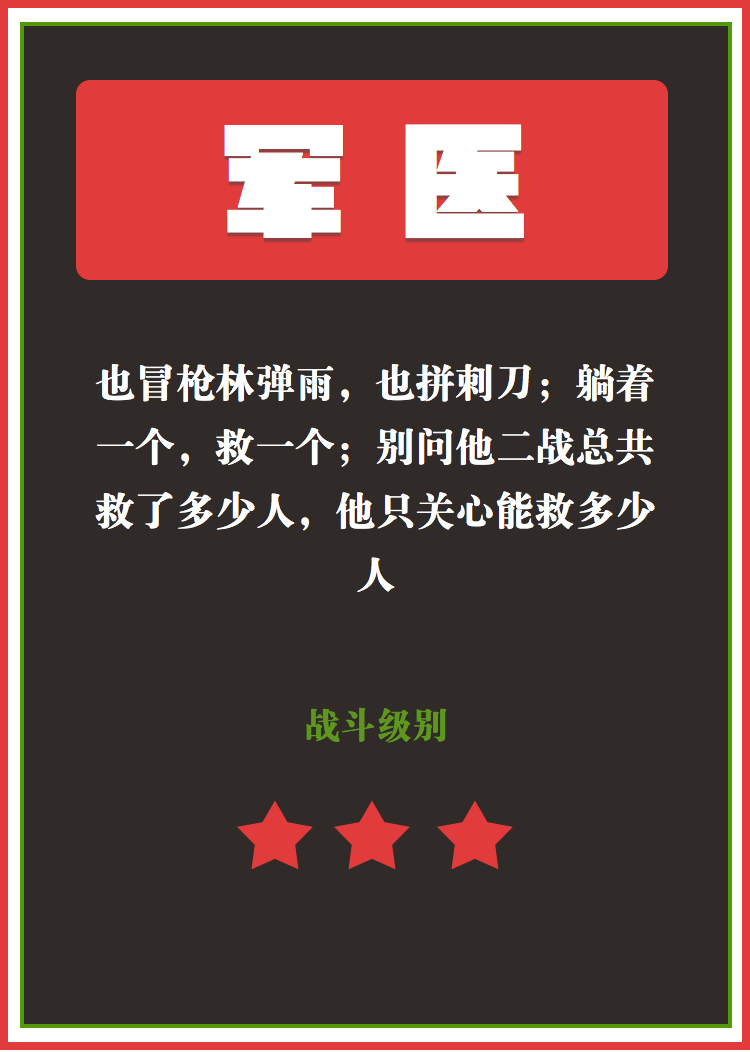 军医
也冒枪林弹雨，也拼刺刀；躺着
一个，救一个；别问他二战总共
救了多少人，他只关心能救多少
人
战斗级别